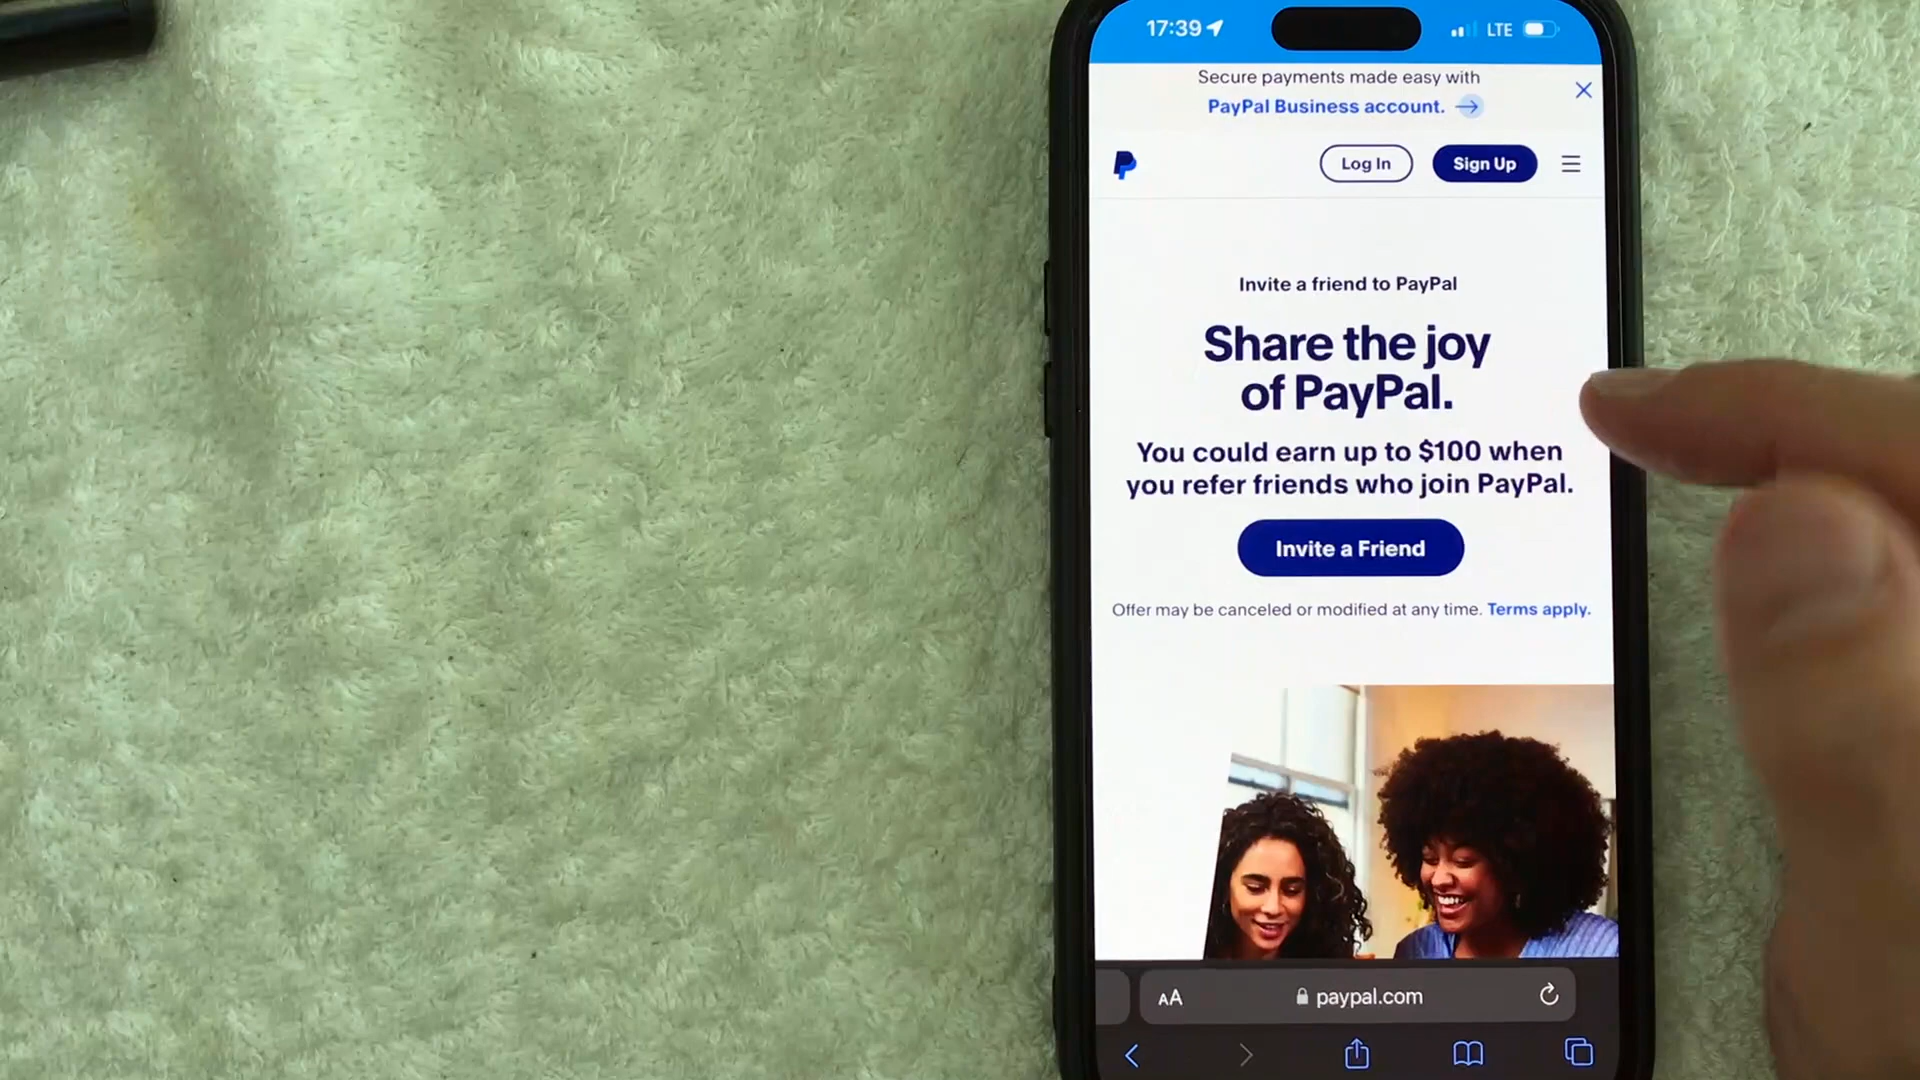 17:39 LTE
Secure payments made easy with
PayPal Business account.
Log In Sign Up
Invite a friend to PayPal
Share the joy
of PayPal.
You could earn up to $100 when
you refer friends who join PayPal.
Invite a Friend
Offer may be canceled or modified at any time. Terms apply.
AA paypal.com